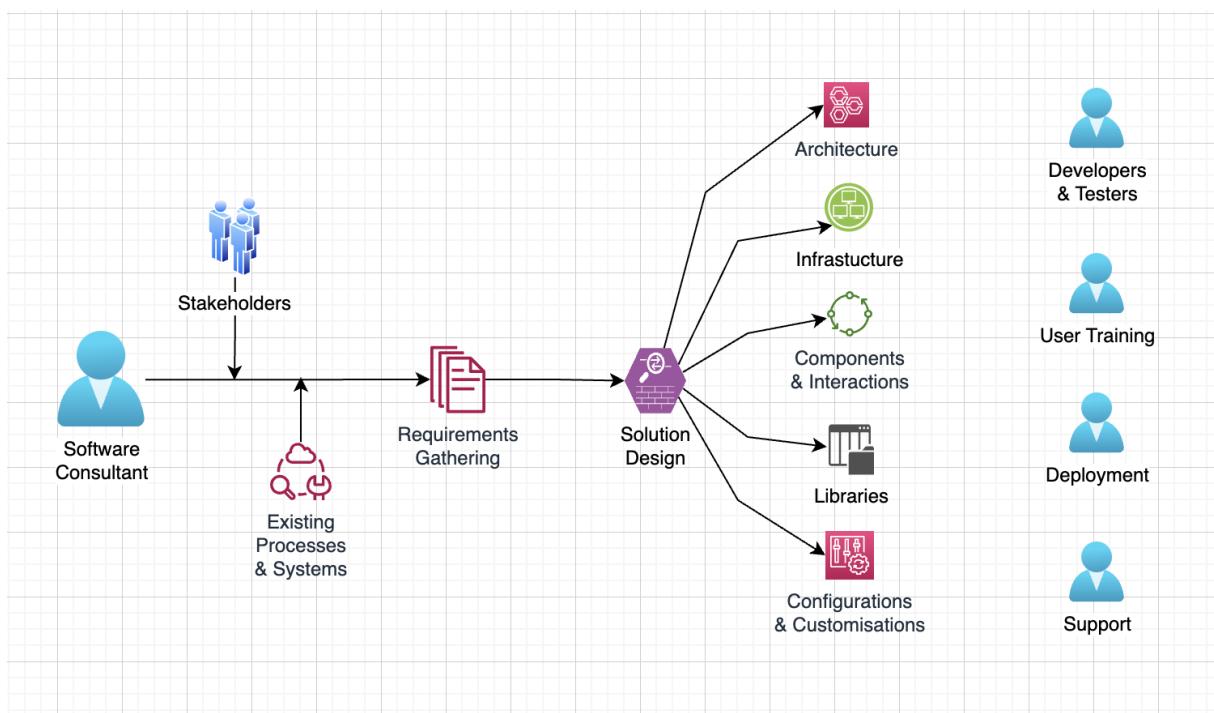 Stakeholders
Software
Consultant
Existing
Processes
& Systems
Requirements
Gathering
Solution
Design
Architecture
Infrastucture
Components
& Interactions
Libraries
Configurations
& Customisations
Developers
& Testers
User Training
Deployment
Support